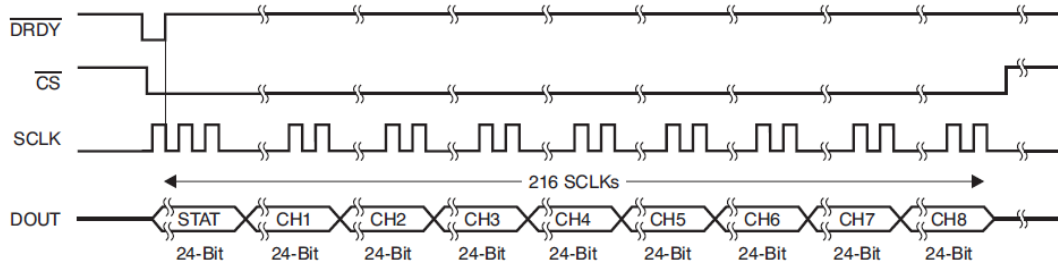 DRDY
CS
SCLK
216 SCLKs
DOUT STAT CH1 CH2 CH3 CH4 CH5 CH6 CH7 CH8
24-Bit 24-Bit 24-Bit 24-Bit 24-Bit 24-Bit 24-Bit 24-Bit 24-Bit